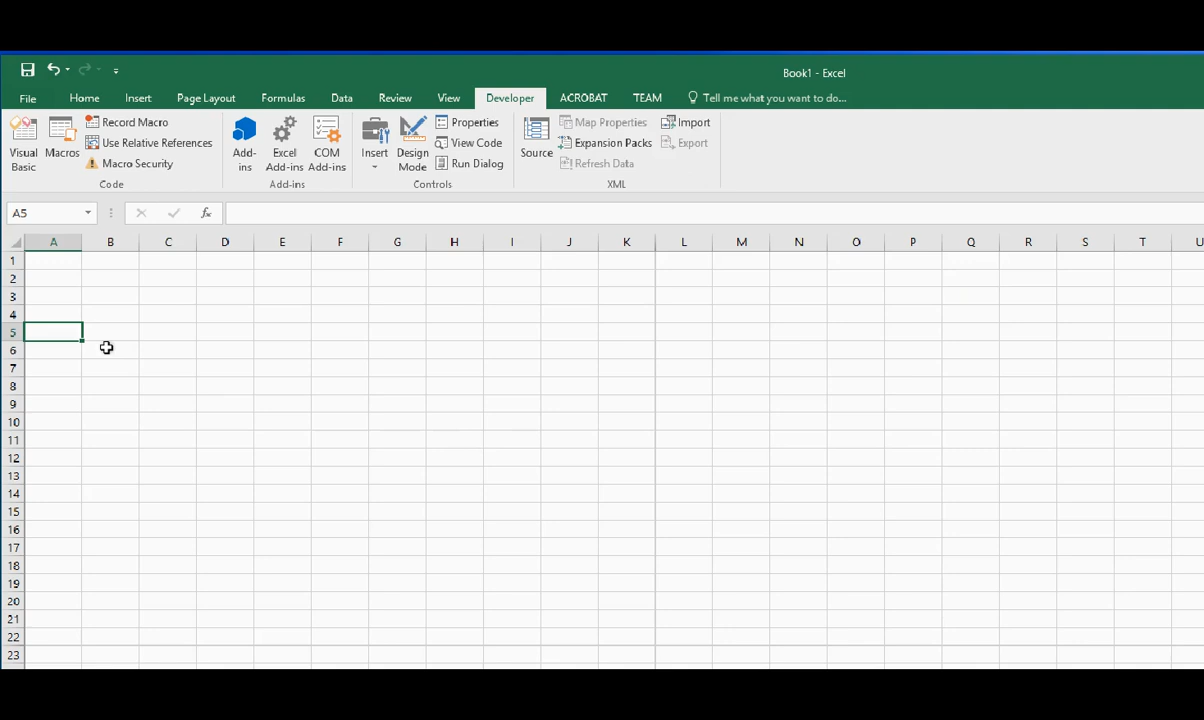 Book1 - Excel
File Home Insert Page Layout Formulas Data Review View Developer ACROBAT TEAM Tell me what you want to do...
Visual Basic
Macros
Record Macro
Use Relative References
Macro Security
Code
Add-ins
Excel Add-ins
COM Add-ins
Add-ins
Insert
Design Mode
Properties
View Code
Run Dialog
Controls
Source
Map Properties
Expansion Packs
Refresh Data
Import
Export
XML
A5 fx
A B C D E F G H I J K L M N O P Q R S T U
1
2
3
4
5
6
7
8
9
10
11
12
13
14
15
16
17
18
19
20
21
22
23